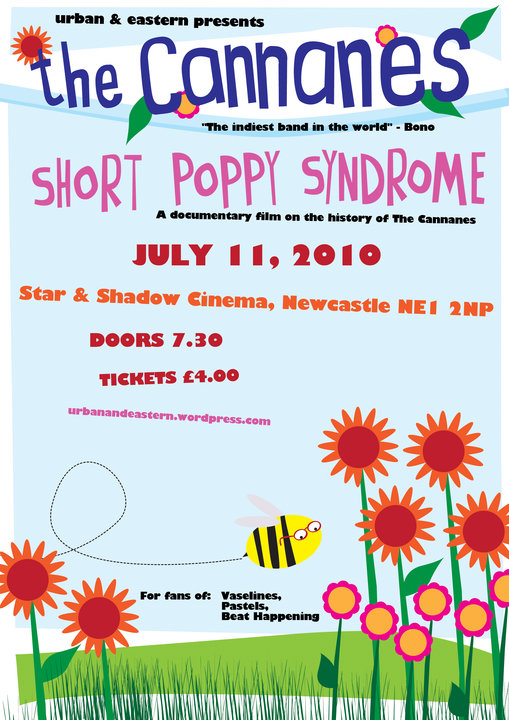 urban & eastern presents
the Cannanes
"The indiest band in the world" - Bono
SHORT POPPY SYNDROME
A documentary film on the history of The Cannanes
JULY 11, 2010
Star & Shadow Cinema, Newcastle NE1 2NP
DOORS 7.30
TICKETS £4.00
urbanandeastern.wordpress.com
For fans of: Vaselines,
Pastels,
Beat Happening